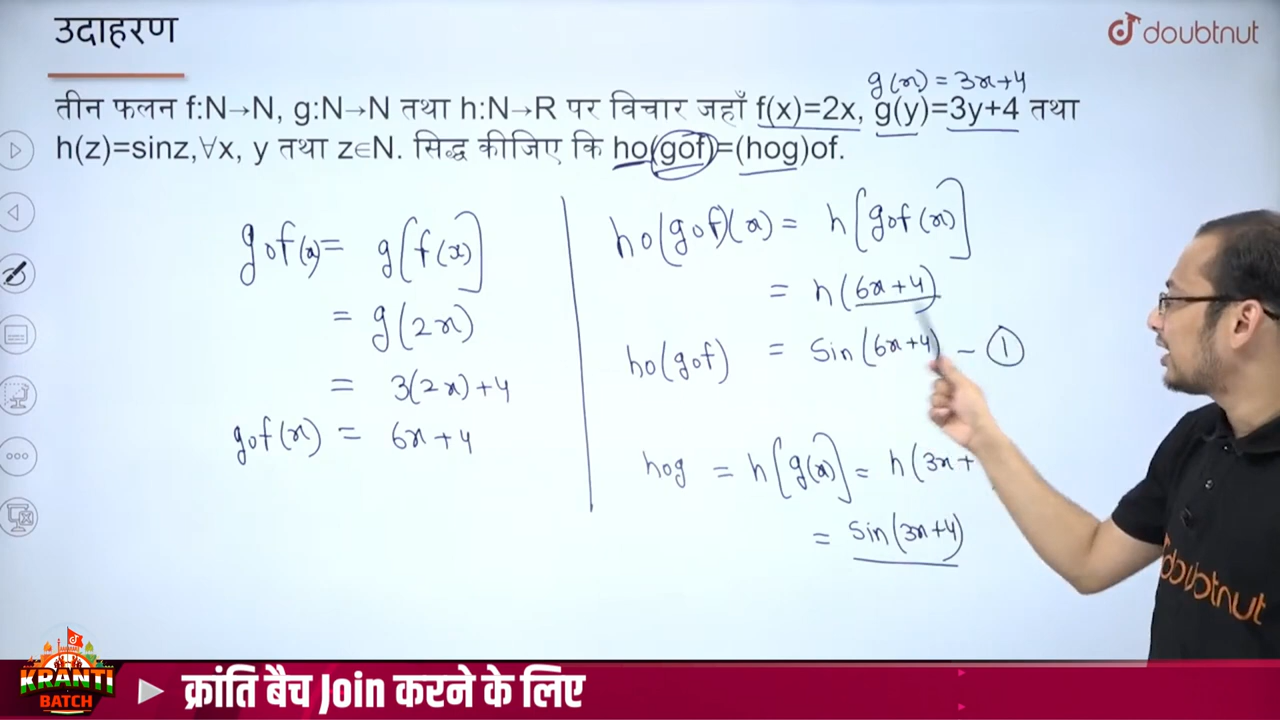 उदाहरण
doubtnut
g(x) = 3x+4
तीन फलन f:N→N, g:N→N तथा h:N→R पर विचार जहाँ f(x)=2x, g(y)=3y+4 तथा
h(z)=sinz,∀x, y तथा z∈N. सिद्ध कीजिए कि ho(gof)=(hog)of.
gof(x) = g[f(x)]
= g(2x)
= 3(2x)+4
gof(x) = 6x+4
ho(gof)(x) = h[gof(x)]
= h(6x+4)
ho(gof) = Sin(6x+4) - ①
hog = h[g(x)] = h(3x+
= Sin(3x+4)
doubtnut
KRANTI
BATCH
क्रांति बैच Join करने के लिए